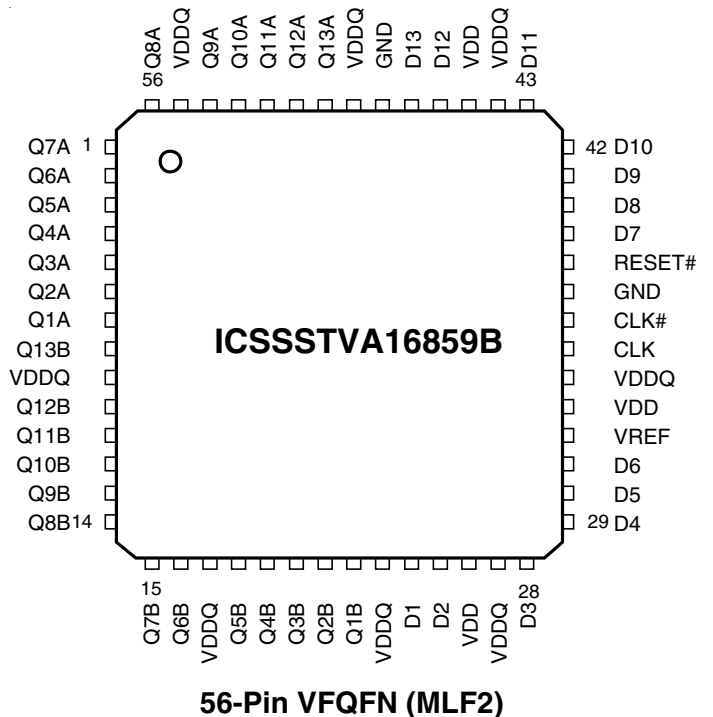 Q8A
VDDQ
Q9A
Q10A
Q11A
Q12A
Q13A
VDDQ
GND
D13
D12
VDD
VDDQ
D11
56
43
Q7A 1
Q6A
Q5A
Q4A
Q3A
Q2A
Q1A
Q13B
VDDQ
Q12B
Q11B
Q10B
Q9B
Q8B 14
ICSSSTVA16859B
42 D10
D9
D8
D7
RESET#
GND
CLK#
CLK
VDDQ
VDD
VREF
D6
D5
29 D4
15
28
Q7B
Q6B
VDDQ
Q5B
Q4B
Q3B
Q2B
Q1B
VDDQ
D1
D2
VDD
VDDQ
D3
56-Pin VFQFN (MLF2)